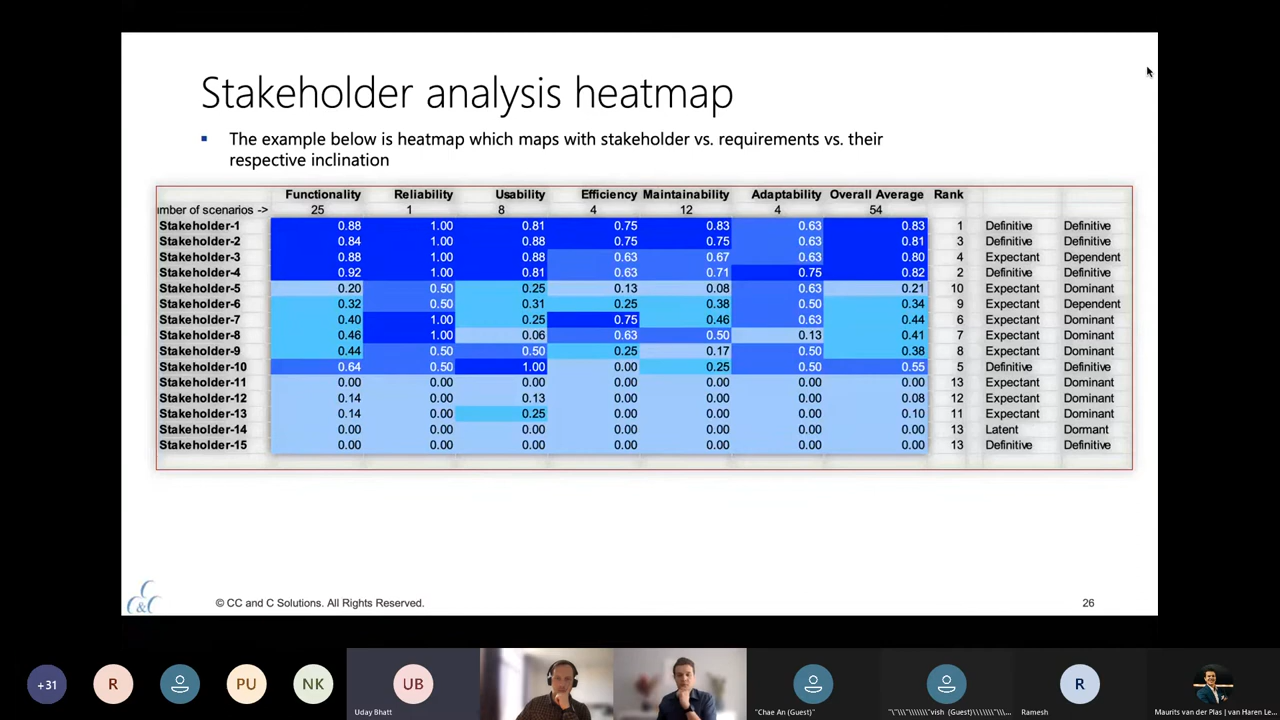 Stakeholder analysis heatmap
▪ The example below is heatmap which maps with stakeholder vs. requirements vs. their
respective inclination
Functionality Reliability Usability Efficiency Maintainability Adaptability Overall Average Rank
umber of scenarios -> 25 1 8 4 12 4 54
Stakeholder-1 0.88 1.00 0.81 0.75 0.83 0.63 0.83 1 Definitive Definitive
Stakeholder-2 0.84 1.00 0.88 0.75 0.75 0.63 0.81 3 Definitive Definitive
Stakeholder-3 0.88 1.00 0.88 0.63 0.67 0.63 0.80 4 Expectant Dependent
Stakeholder-4 0.92 1.00 0.81 0.63 0.71 0.75 0.82 2 Definitive Definitive
Stakeholder-5 0.20 0.50 0.25 0.13 0.08 0.63 0.21 10 Expectant Dominant
Stakeholder-6 0.32 0.50 0.31 0.25 0.38 0.50 0.34 9 Expectant Dependent
Stakeholder-7 0.40 1.00 0.25 0.75 0.46 0.63 0.44 6 Expectant Dominant
Stakeholder-8 0.46 1.00 0.06 0.63 0.50 0.13 0.41 7 Expectant Dominant
Stakeholder-9 0.44 0.50 0.50 0.25 0.17 0.50 0.38 8 Expectant Dominant
Stakeholder-10 0.64 0.50 1.00 0.00 0.25 0.50 0.55 5 Definitive Definitive
Stakeholder-11 0.00 0.00 0.00 0.00 0.00 0.00 0.00 13 Expectant Dominant
Stakeholder-12 0.14 0.00 0.13 0.00 0.00 0.00 0.08 12 Expectant Dominant
Stakeholder-13 0.14 0.00 0.25 0.00 0.00 0.00 0.10 11 Expectant Dominant
Stakeholder-14 0.00 0.00 0.00 0.00 0.00 0.00 0.00 13 Latent Dormant
Stakeholder-15 0.00 0.00 0.00 0.00 0.00 0.00 0.00 13 Definitive Definitive
C C&C
© CC and C Solutions. All Rights Reserved. 26
+31 R PU NK UB R
Uday Bhatt "Chae An (Guest)" "\"\\"\\\\\\\"vish (Guest)\\\\\\\"\\... Ramesh Maurits van der Plas | van Haren Le...